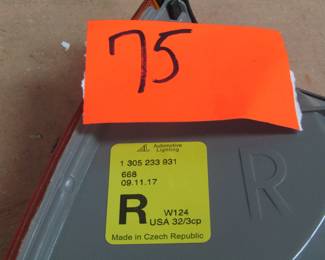 75
Automotive
Lighting
1 305 233 931
668
09.11.17
R W124
USA 32/3cp
Made in Czech Republic
R